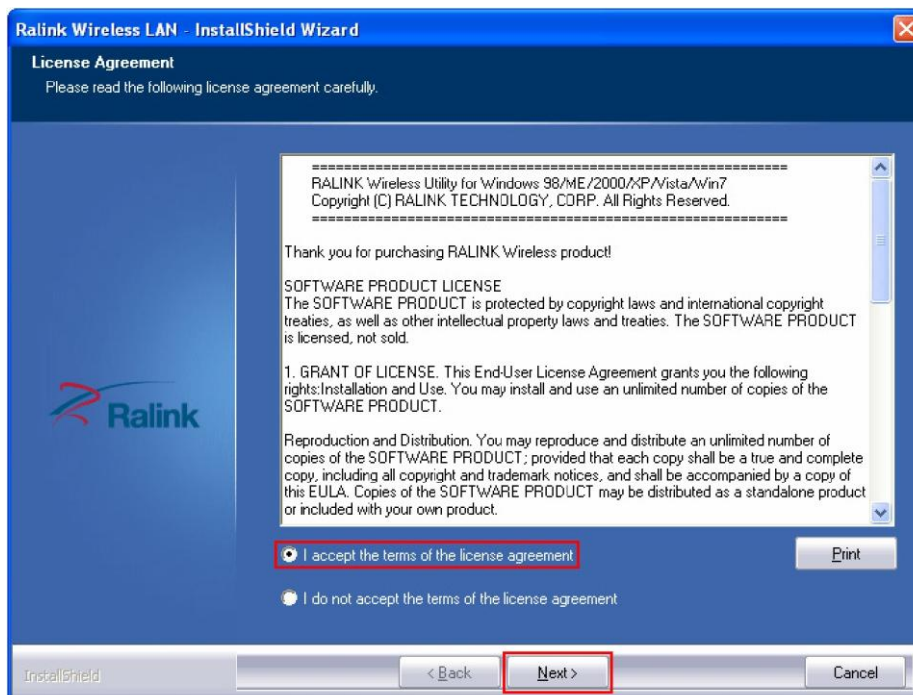 Ralink Wireless LAN - InstallShield Wizard
License Agreement
Please read the following license agreement carefully.
============================================================
RALINK Wireless Utility for Windows 98/ME/2000/XP/Vista/Win7
Copyright (C) RALINK TECHNOLOGY, CORP. All Rights Reserved.
============================================================
Thank you for purchasing RALINK Wireless product!
SOFTWARE PRODUCT LICENSE
The SOFTWARE PRODUCT is protected by copyright laws and international copyright
treaties, as well as other intellectual property laws and treaties. The SOFTWARE PRODUCT
is licensed, not sold.
1. GRANT OF LICENSE. This End-User License Agreement grants you the following
rights:Installation and Use. You may install and use an unlimited number of copies of the
SOFTWARE PRODUCT.
Reproduction and Distribution. You may reproduce and distribute an unlimited number of
copies of the SOFTWARE PRODUCT; provided that each copy shall be a true and complete
copy, including all copyright and trademark notices, and shall be accompanied by a copy of
this EULA. Copies of the SOFTWARE PRODUCT may be distributed as a standalone product
or included with your own product.
Ralink
I accept the terms of the license agreement
Print
I do not accept the terms of the license agreement
InstallShield
< Back
Next >
Cancel